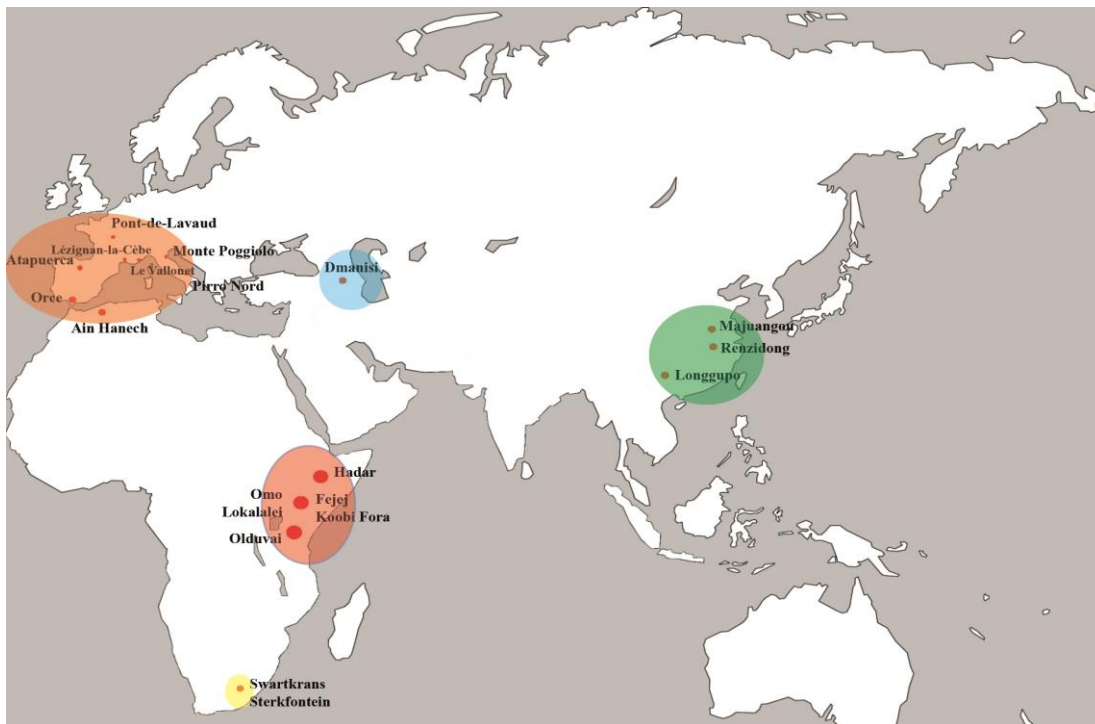 Pont-de-Lavaud
Lézignan-la-Cèbe
Monte Poggiolo
Atapuerca
Le Vallonet
Pirro Nord
Orce
Ain Hanech
Dmanisi
Majuangou
Renzidong
Longgupo
Hadar
Omo
Lokalalei
Fejej
Koobi Fora
Olduvai
Swartkrans
Sterkfontein